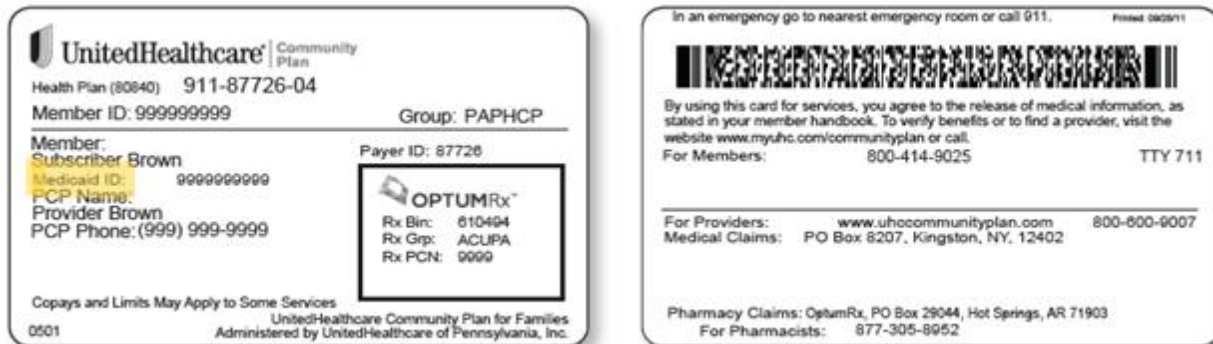 UnitedHealthcare® Community
Plan
Health Plan (80840) 911-87726-04
Member ID: 999999999 Group: PAPHCP
Member:
Subscriber Brown
Medicaid ID: 9999999999
PCP Name:
Provider Brown
PCP Phone: (999) 999-9999
Payer ID: 87726
OPTUMRx™
Rx Bin: 610494
Rx Grp: ACUPA
Rx PCN: 9999
Copays and Limits May Apply to Some Services
UnitedHealthcare Community Plan for Families
0501 Administered by UnitedHealthcare of Pennsylvania, Inc.
In an emergency go to nearest emergency room or call 911. Printed: 09/26/11
By using this card for services, you agree to the release of medical information, as
stated in your member handbook. To verify benefits or to find a provider, visit the
website www.myuhc.com/communityplan or call.
For Members: 800-414-9025 TTY 711
For Providers: www.uhccommunityplan.com 800-600-9007
Medical Claims: PO Box 8207, Kingston, NY, 12402
Pharmacy Claims: OptumRx, PO Box 29044, Hot Springs, AR 71903
For Pharmacists: 877-305-8952